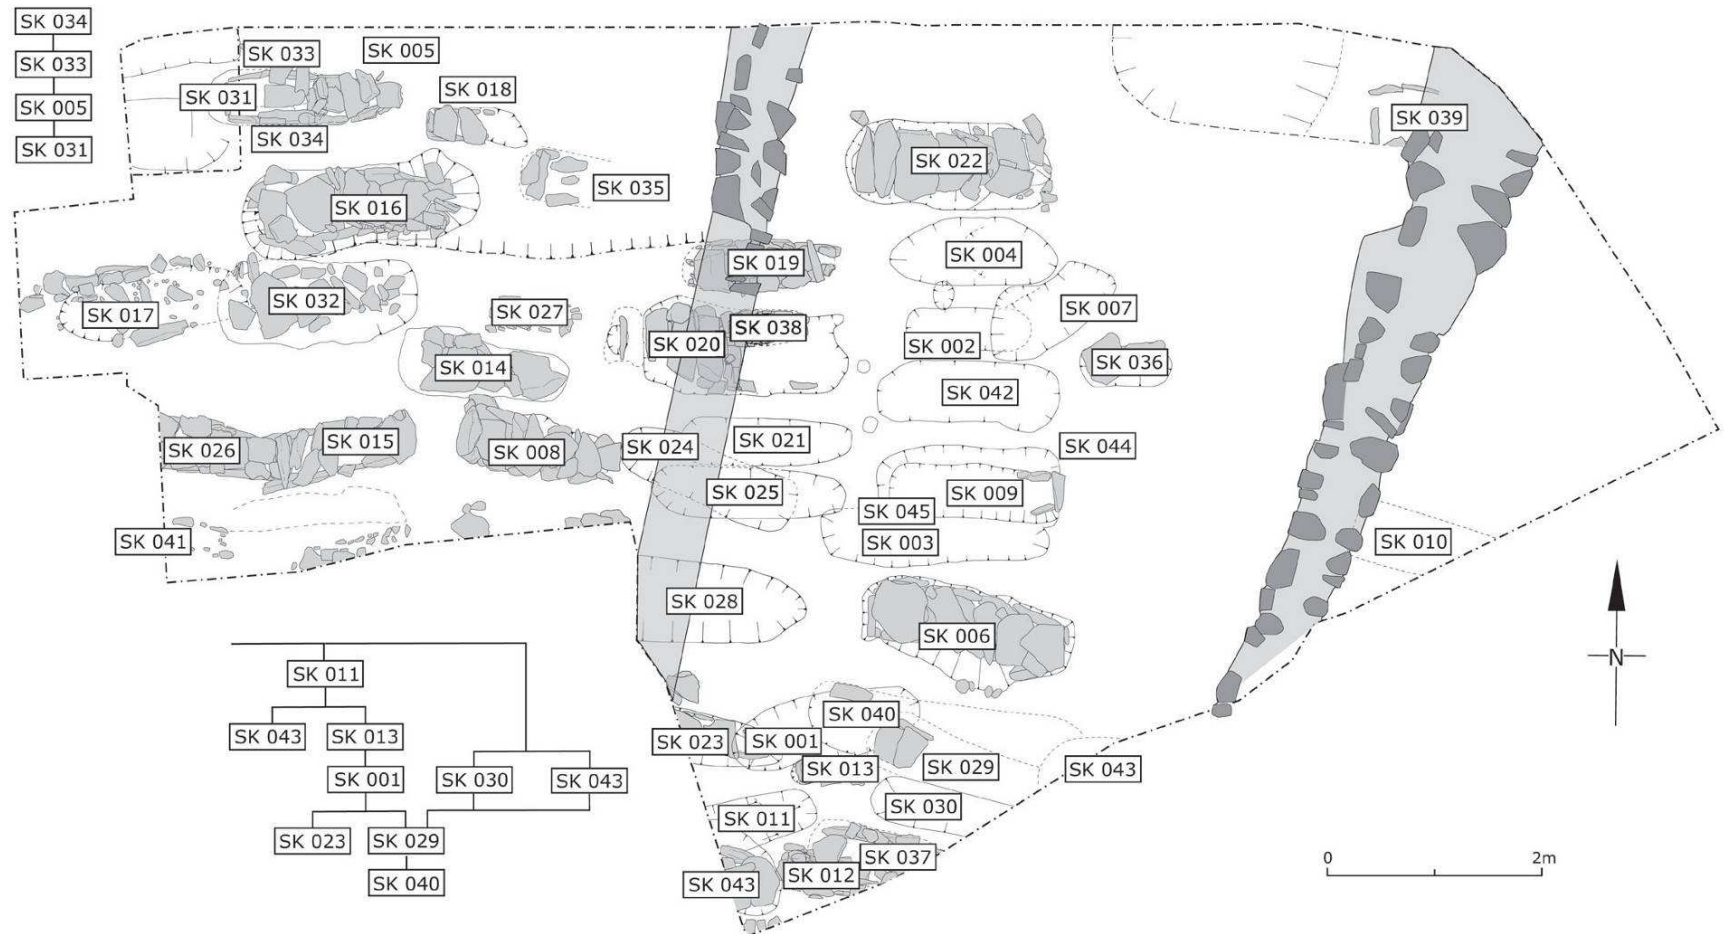 SK 034
SK 033
SK 005
SK 031
SK 033
SK 005
SK 031
SK 018
SK 034
SK 039
SK 022
SK 035
SK 016
SK 004
SK 019
SK 032
SK 017
SK 027
SK 007
SK 038
SK 020
SK 002
SK 036
SK 014
SK 042
SK 026
SK 015
SK 008
SK 024
SK 021
SK 044
SK 025
SK 009
SK 045
SK 041
SK 003
SK 010
SK 028
SK 006
SK 011
SK 043
SK 013
SK 001
SK 030
SK 043
SK 023
SK 029
SK 040
SK 040
SK 023
SK 001
SK 013
SK 029
SK 043
SK 011
SK 030
SK 037
SK 043
SK 012
N
0 2m